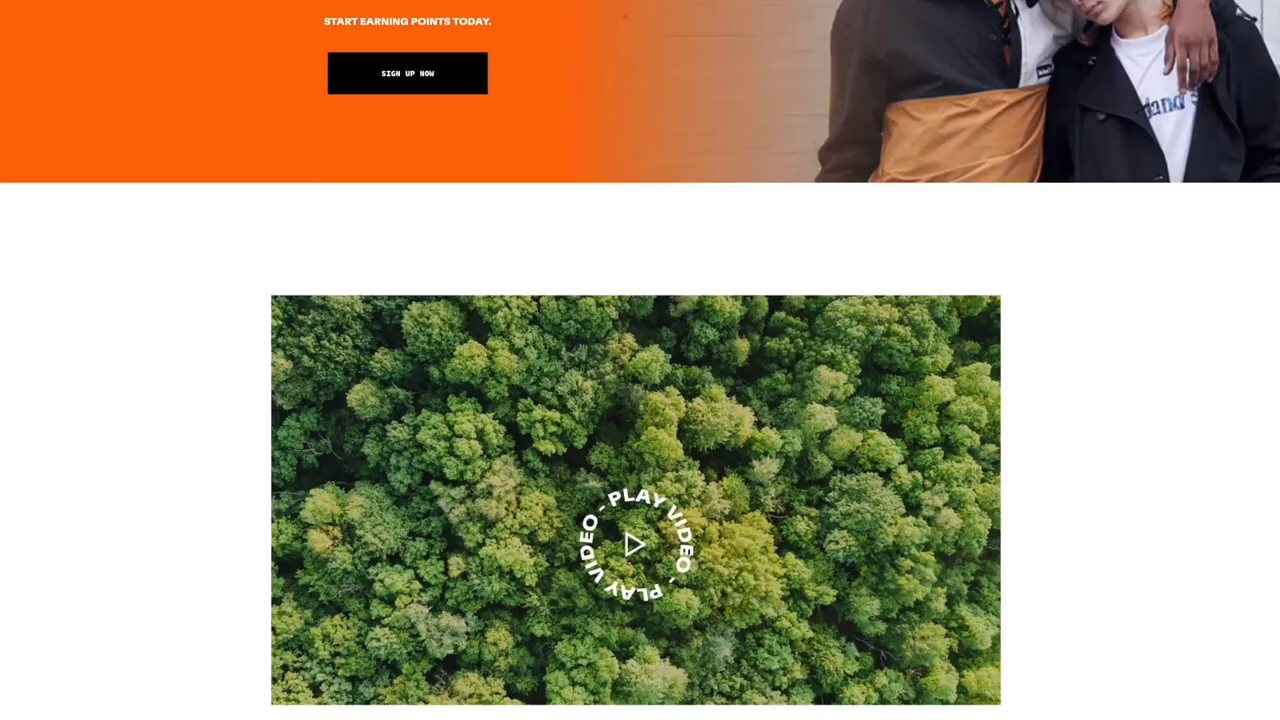 START EARNING POINTS TODAY.
SIGN UP NOW
PLAY VIDEO - PLAY VIDEO -